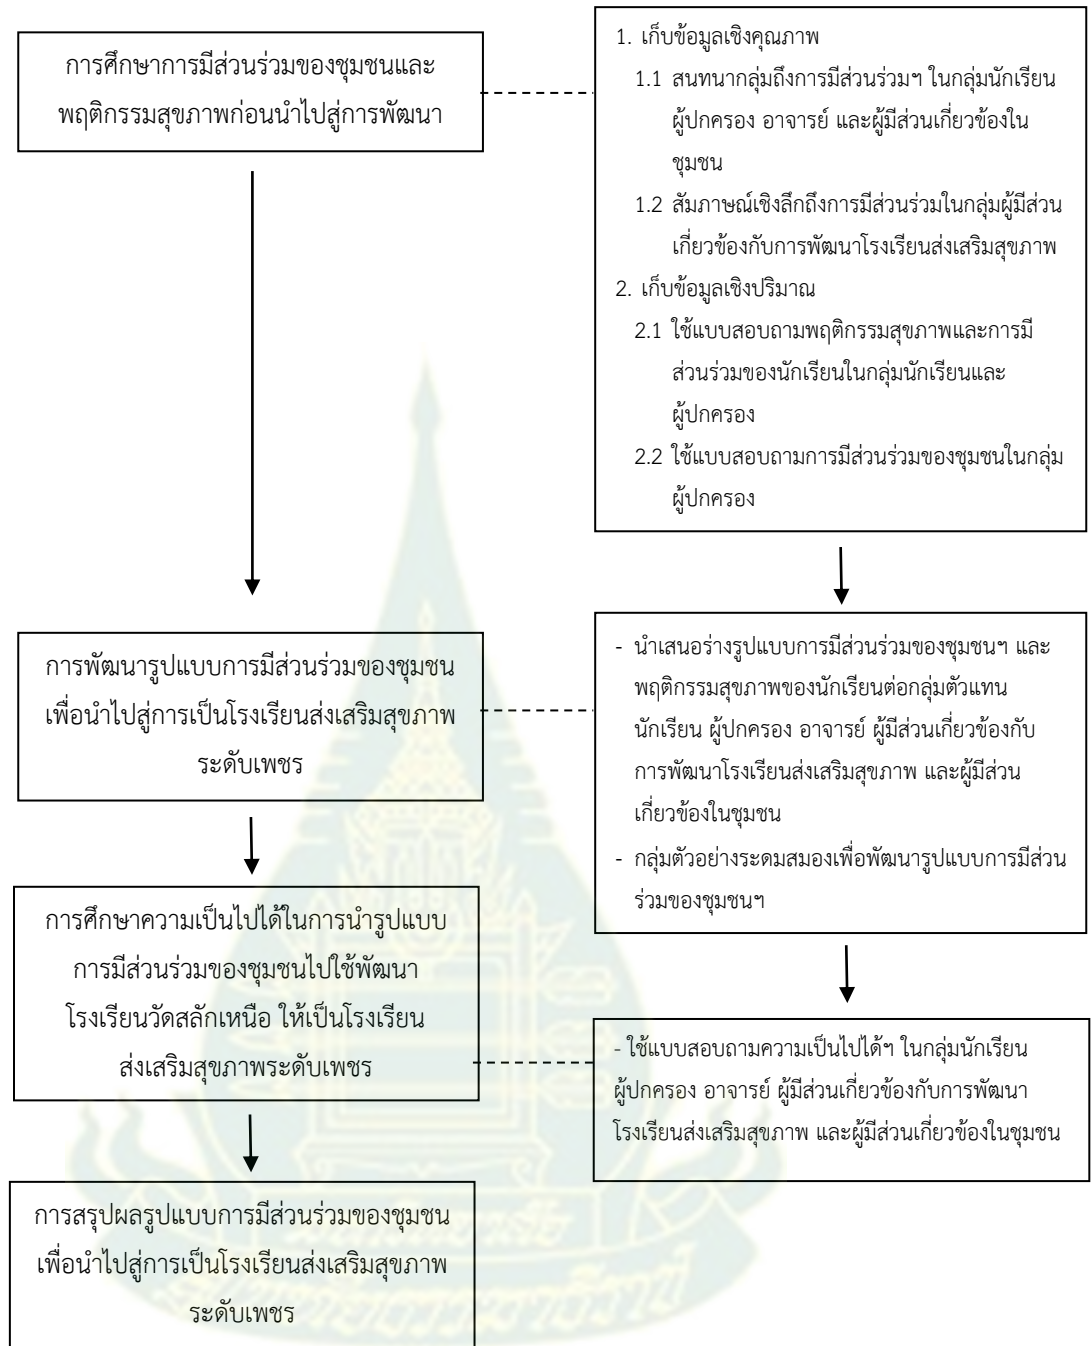 การศึกษาการมีส่วนร่วมของชุมชนและ
พฤติกรรมสุขภาพก่อนนำไปสู่การพัฒนา
1. เก็บข้อมูลเชิงคุณภาพ
1.1 สนทนากลุ่มถึงการมีส่วนร่วมฯ ในกลุ่มนักเรียน
ผู้ปกครอง อาจารย์ และผู้มีส่วนเกี่ยวข้องใน
ชุมชน
1.2 สัมภาษณ์เชิงลึกถึงการมีส่วนร่วมในกลุ่มผู้มีส่วน
เกี่ยวข้องกับการพัฒนาโรงเรียนส่งเสริมสุขภาพ
2. เก็บข้อมูลเชิงปริมาณ
2.1 ใช้แบบสอบถามพฤติกรรมสุขภาพและการมี
ส่วนร่วมของนักเรียนในกลุ่มนักเรียนและ
ผู้ปกครอง
2.2 ใช้แบบสอบถามการมีส่วนร่วมของชุมชนในกลุ่ม
ผู้ปกครอง
การพัฒนารูปแบบการมีส่วนร่วมของชุมชน
เพื่อนำไปสู่การเป็นโรงเรียนส่งเสริมสุขภาพ
ระดับเพชร
- นำเสนอร่างรูปแบบการมีส่วนร่วมของชุมชนฯ และ
พฤติกรรมสุขภาพของนักเรียนต่อกลุ่มตัวแทน
นักเรียน ผู้ปกครอง อาจารย์ ผู้มีส่วนเกี่ยวข้องกับ
การพัฒนาโรงเรียนส่งเสริมสุขภาพ และผู้มีส่วน
เกี่ยวข้องในชุมชน
- กลุ่มตัวอย่างระดมสมองเพื่อพัฒนารูปแบบการมีส่วน
ร่วมของชุมชนฯ
การศึกษาความเป็นไปได้ในการนำรูปแบบ
การมีส่วนร่วมของชุมชนไปใช้พัฒนา
โรงเรียนวัดสลักเหนือ ให้เป็นโรงเรียน
ส่งเสริมสุขภาพระดับเพชร
- ใช้แบบสอบถามความเป็นไปได้ฯ ในกลุ่มนักเรียน
ผู้ปกครอง อาจารย์ ผู้มีส่วนเกี่ยวข้องกับการพัฒนา
โรงเรียนส่งเสริมสุขภาพ และผู้มีส่วนเกี่ยวข้องในชุมชน
การสรุปผลรูปแบบการมีส่วนร่วมของชุมชน
เพื่อนำไปสู่การเป็นโรงเรียนส่งเสริมสุขภาพ
ระดับเพชร